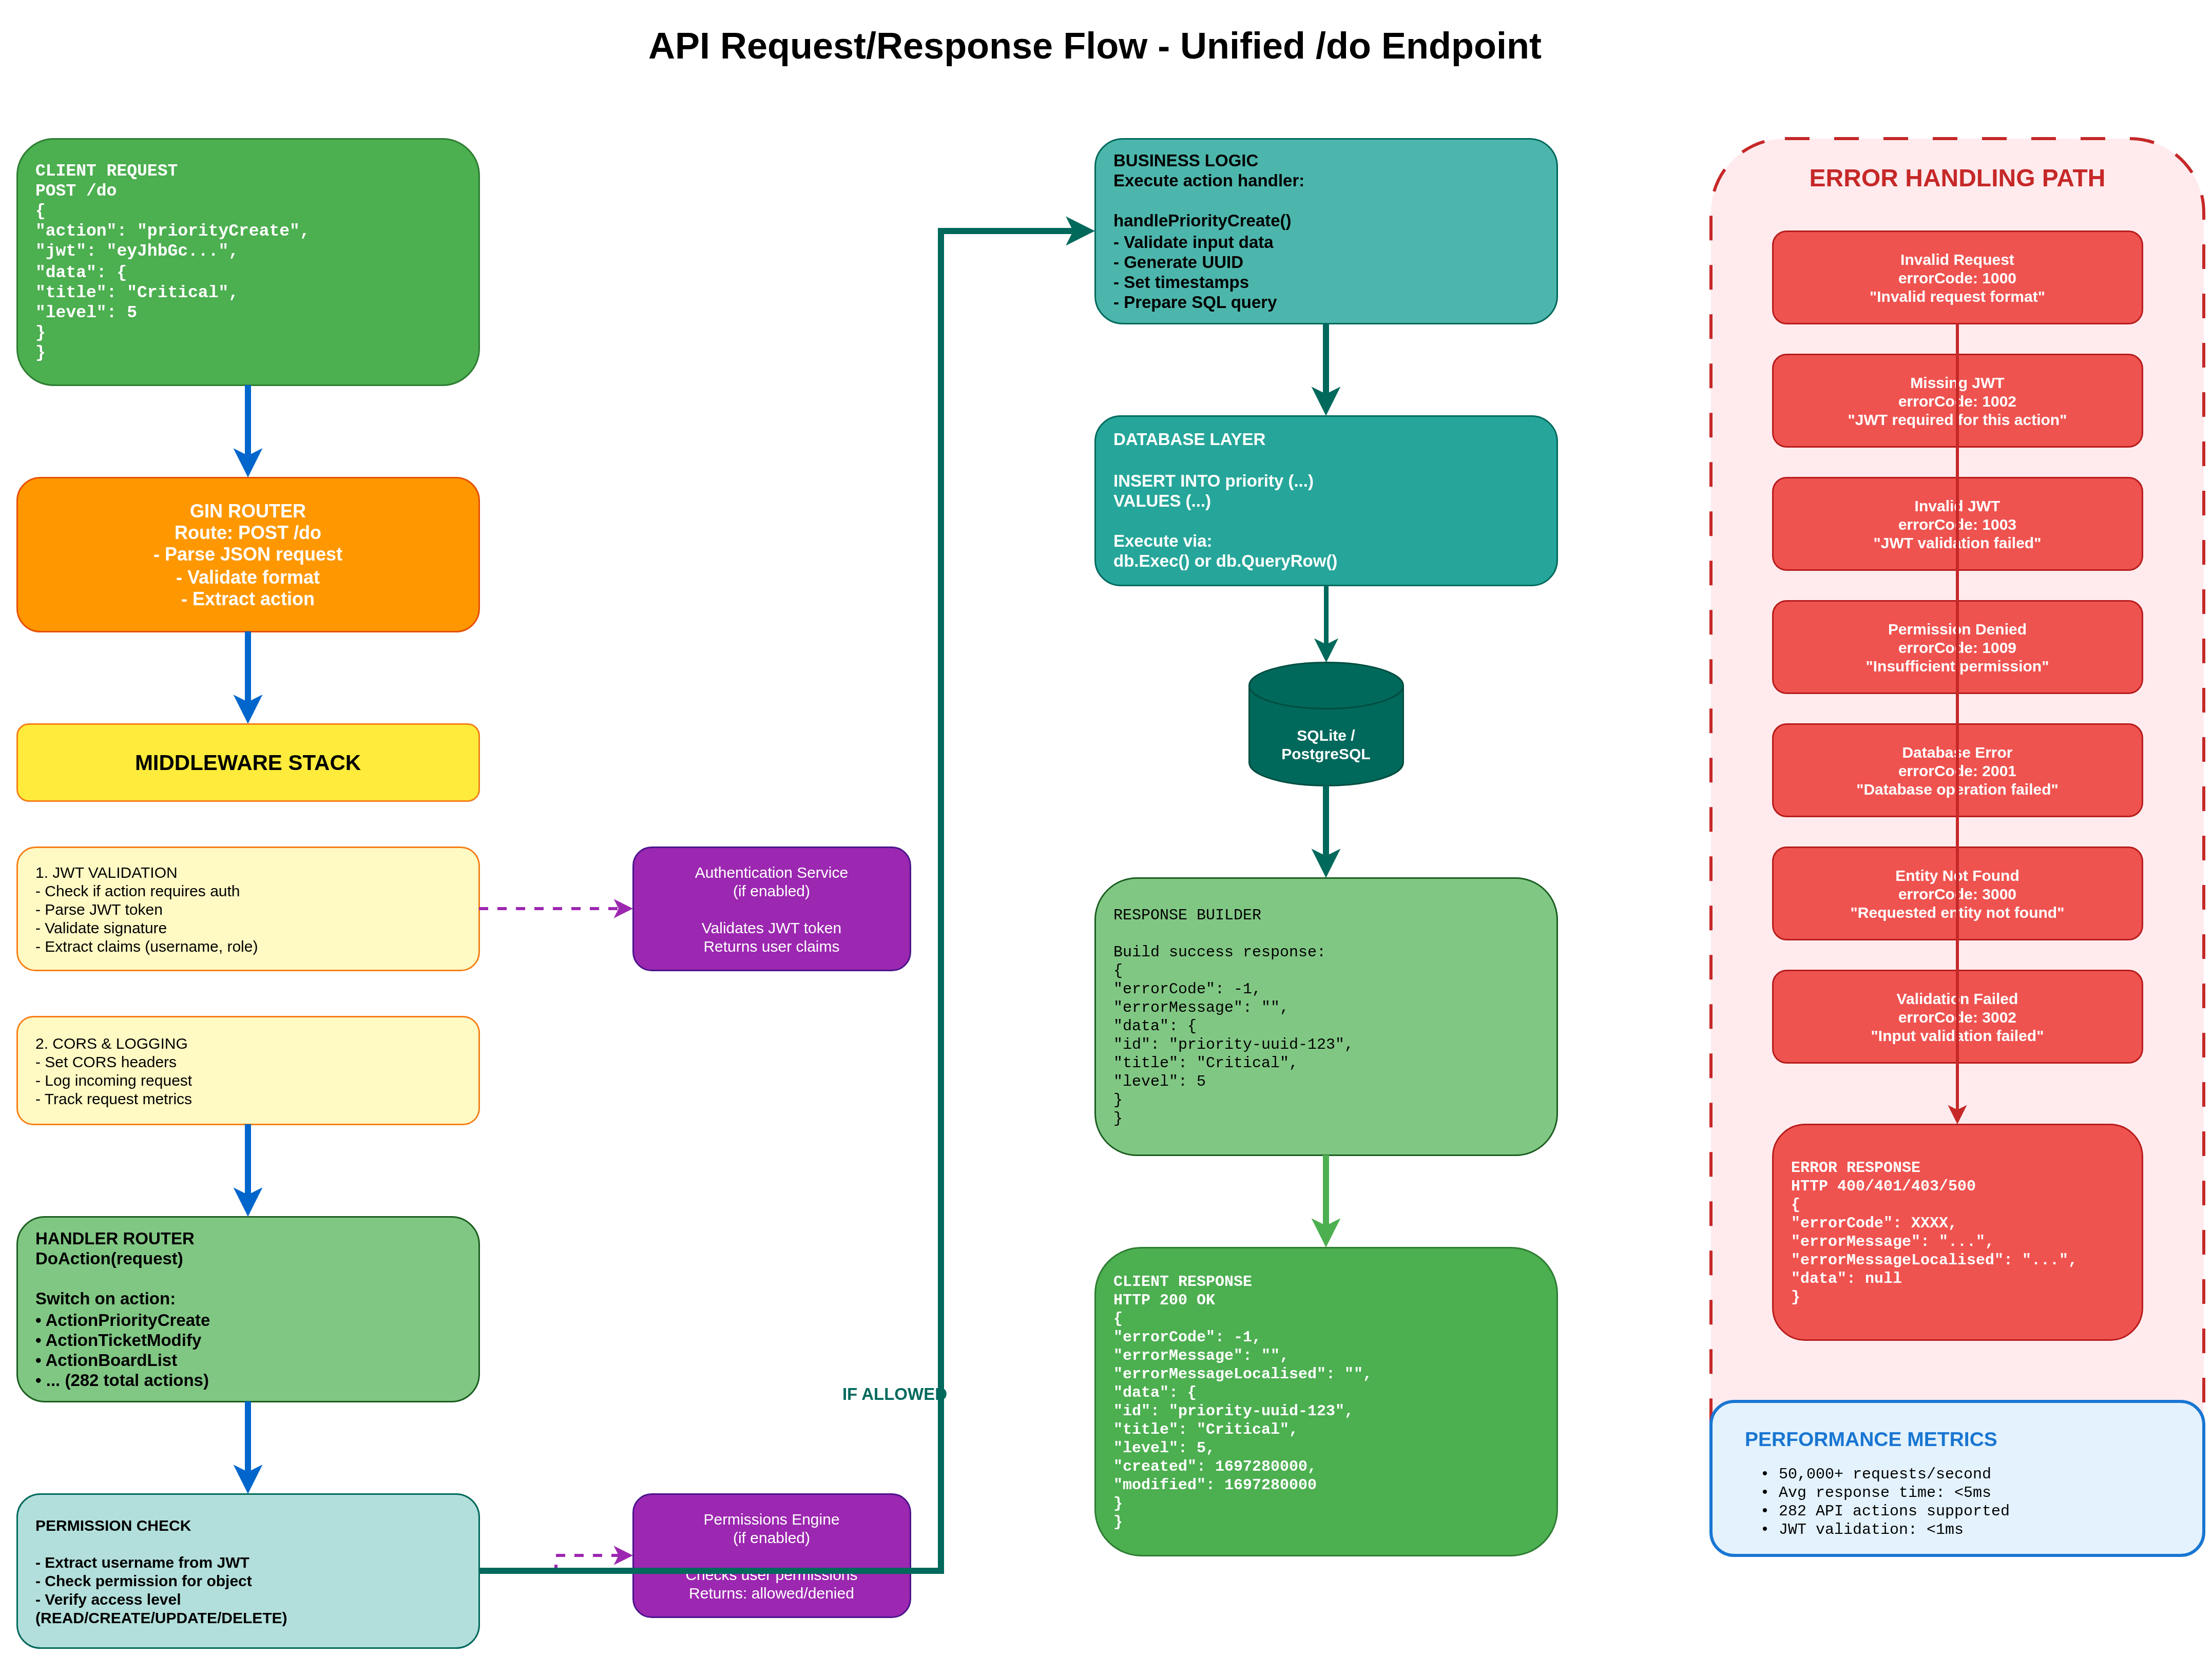 API Request/Response Flow - Unified /do Endpoint
CLIENT REQUEST
POST /do
{
"action": "priorityCreate",
"jwt": "eyJhbGc...",
"data": {
"title": "Critical",
"level": 5
}
}
GIN ROUTER
Route: POST /do
- Parse JSON request
- Validate format
- Extract action
MIDDLEWARE STACK
1. JWT VALIDATION
- Check if action requires auth
- Parse JWT token
- Validate signature
- Extract claims (username, role)
Authentication Service
(if enabled)
Validates JWT token
Returns user claims
2. CORS & LOGGING
- Set CORS headers
- Log incoming request
- Track request metrics
HANDLER ROUTER
DoAction(request)
Switch on action:
• ActionPriorityCreate
• ActionTicketModify
• ActionBoardList
• ... (282 total actions)
PERMISSION CHECK
- Extract username from JWT
- Check permission for object
- Verify access level
(READ/CREATE/UPDATE/DELETE)
Permissions Engine
(if enabled)
Checks user permissions
Returns: allowed/denied
IF ALLOWED
BUSINESS LOGIC
Execute action handler:
handlePriorityCreate()
- Validate input data
- Generate UUID
- Set timestamps
- Prepare SQL query
DATABASE LAYER
INSERT INTO priority (...)
VALUES (...)
Execute via:
db.Exec() or db.QueryRow()
SQLite /
PostgreSQL
RESPONSE BUILDER
Build success response:
{
"errorCode": -1,
"errorMessage": "",
"data": {
"id": "priority-uuid-123",
"title": "Critical",
"level": 5
}
}
CLIENT RESPONSE
HTTP 200 OK
{
"errorCode": -1,
"errorMessage": "",
"errorMessageLocalised": "",
"data": {
"id": "priority-uuid-123",
"title": "Critical",
"level": 5,
"created": 1697280000,
"modified": 1697280000
}
}
ERROR HANDLING PATH
Invalid Request
errorCode: 1000
"Invalid request format"
Missing JWT
errorCode: 1002
"JWT required for this action"
Invalid JWT
errorCode: 1003
"JWT validation failed"
Permission Denied
errorCode: 1009
"Insufficient permission"
Database Error
errorCode: 2001
"Database operation failed"
Entity Not Found
errorCode: 3000
"Requested entity not found"
Validation Failed
errorCode: 3002
"Input validation failed"
ERROR RESPONSE
HTTP 400/401/403/500
{
"errorCode": XXXX,
"errorMessage": "...",
"errorMessageLocalised": "...",
"data": null
}
PERFORMANCE METRICS
• 50,000+ requests/second
• Avg response time: <5ms
• 282 API actions supported
• JWT validation: <1ms